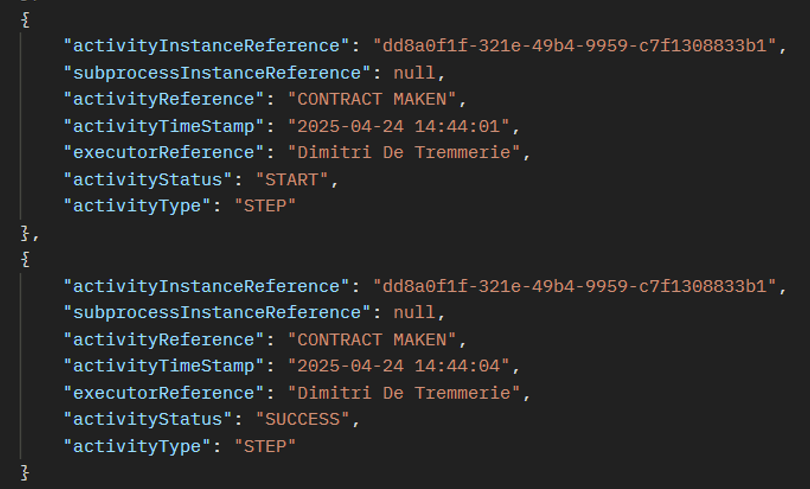 {
"activityInstanceReference": "dd8a0f1f-321e-49b4-9959-c7f1308833b1",
"subprocessInstanceReference": null,
"activityReference": "CONTRACT MAKEN",
"activityTimeStamp": "2025-04-24 14:44:01",
"executorReference": "Dimitri De Tremmerie",
"activityStatus": "START",
"activityType": "STEP"
},
{
"activityInstanceReference": "dd8a0f1f-321e-49b4-9959-c7f1308833b1",
"subprocessInstanceReference": null,
"activityReference": "CONTRACT MAKEN",
"activityTimeStamp": "2025-04-24 14:44:04",
"executorReference": "Dimitri De Tremmerie",
"activityStatus": "SUCCESS",
"activityType": "STEP"
}